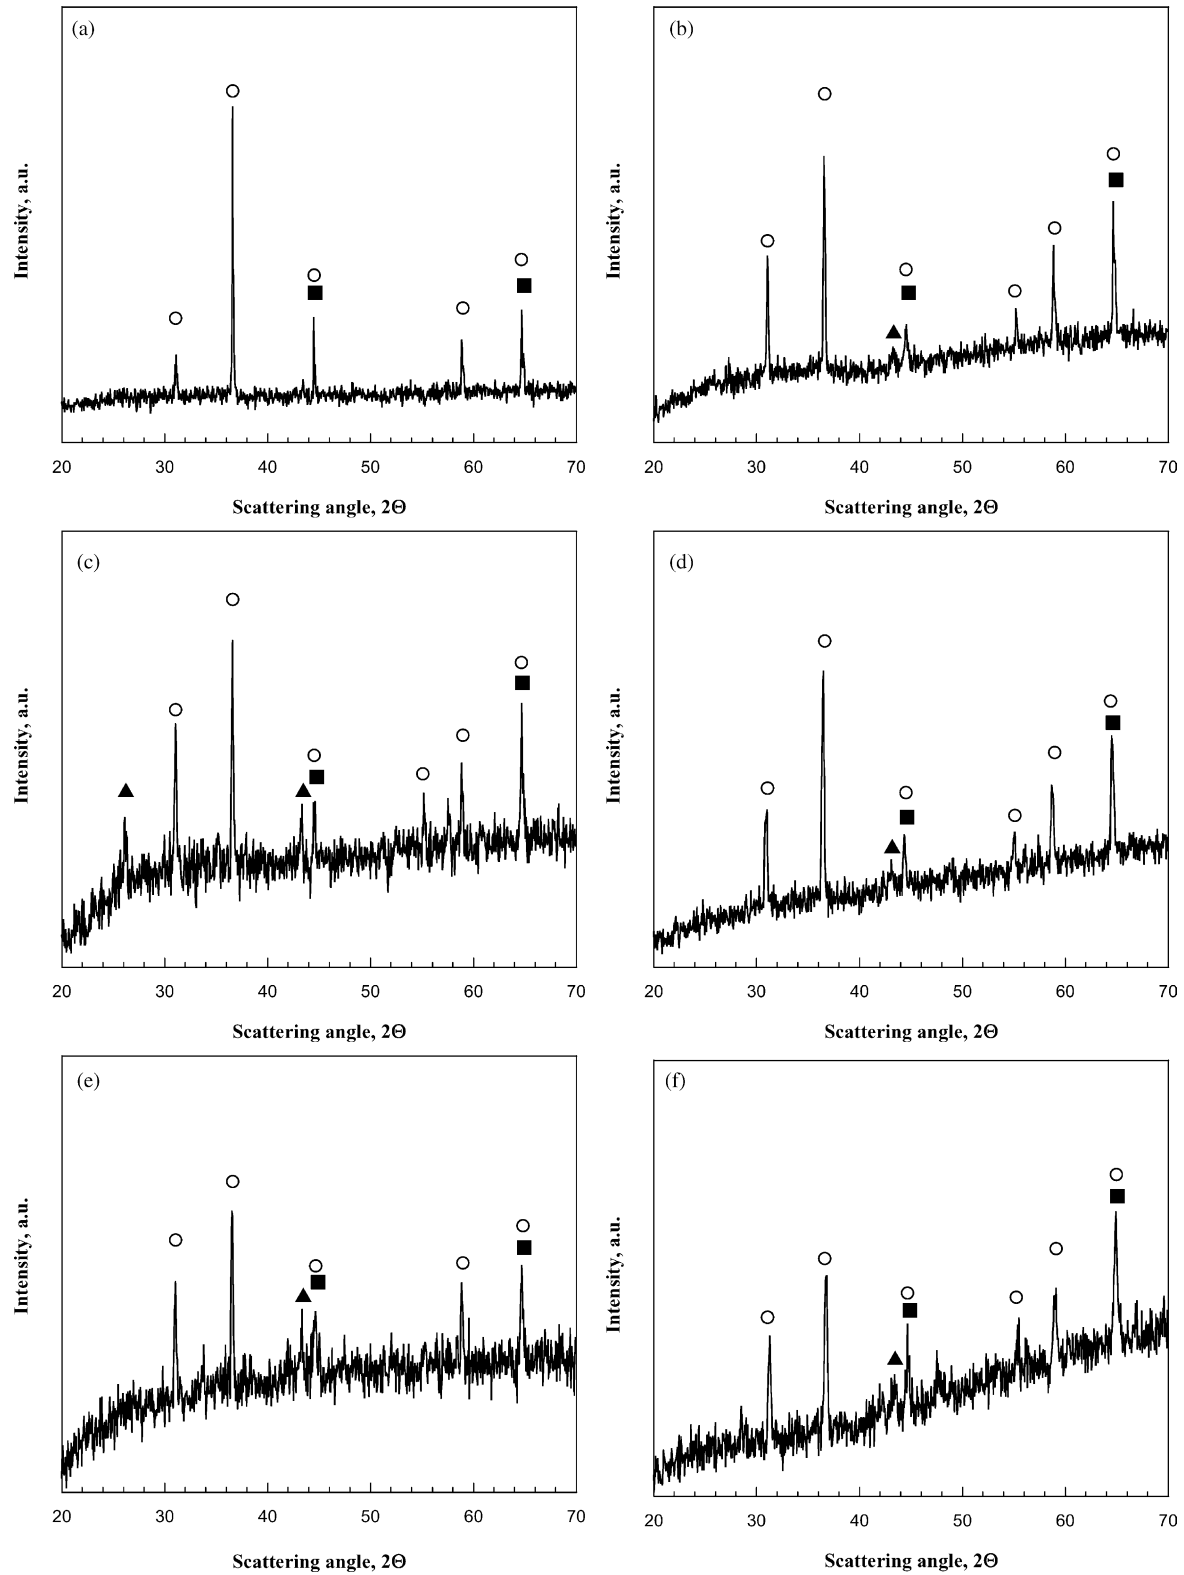 (a)
Intensity, a.u.
20 30 40 50 60 70
Scattering angle, 2Θ
(b)
Intensity, a.u.
20 30 40 50 60 70
Scattering angle, 2Θ
(c)
Intensity, a.u.
20 30 40 50 60 70
Scattering angle, 2Θ
(d)
Intensity, a.u.
20 30 40 50 60 70
Scattering angle, 2Θ
(e)
Intensity, a.u.
20 30 40 50 60 70
Scattering angle, 2Θ
(f)
Intensity, a.u.
20 30 40 50 60 70
Scattering angle, 2Θ